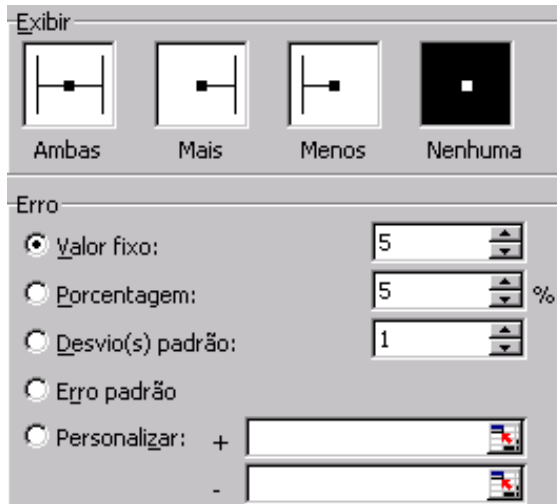 Exibir
Ambas Mais Menos Nenhuma
Erro
Valor fixo: 5
Porcentagem: 5 %
Desvio(s) padrão: 1
Erro padrão
Personalizar: +
-